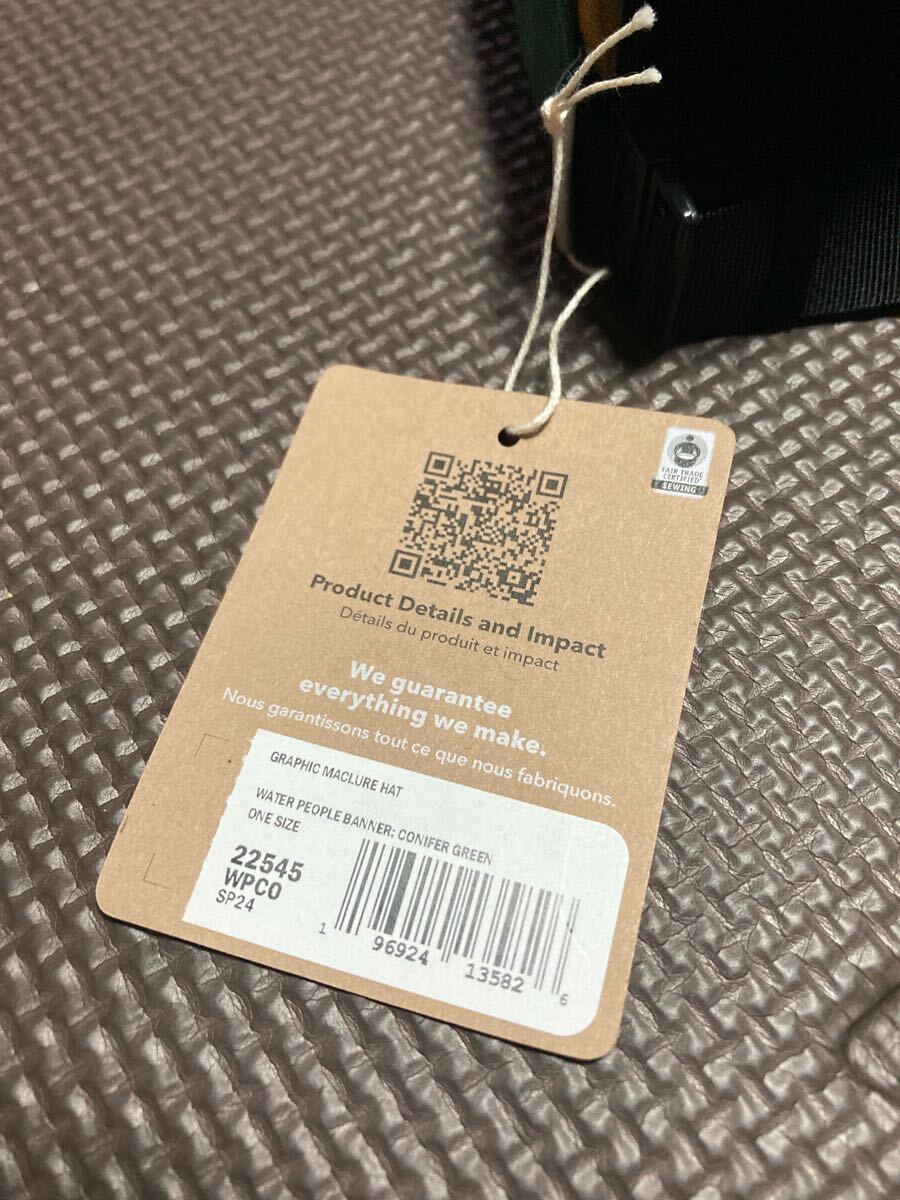 FAIR TRADE
CERTIFIED
SEWING
Product Details and Impact
Détails du produit et impact
We guarantee
everything we make.
Nous garantissons tout ce que nous fabriquons.
GRAPHIC MACLURE HAT
WATER PEOPLE BANNER: CONIFER GREEN
ONE SIZE
22545
WPCO
SP24
1 96924 13582 6